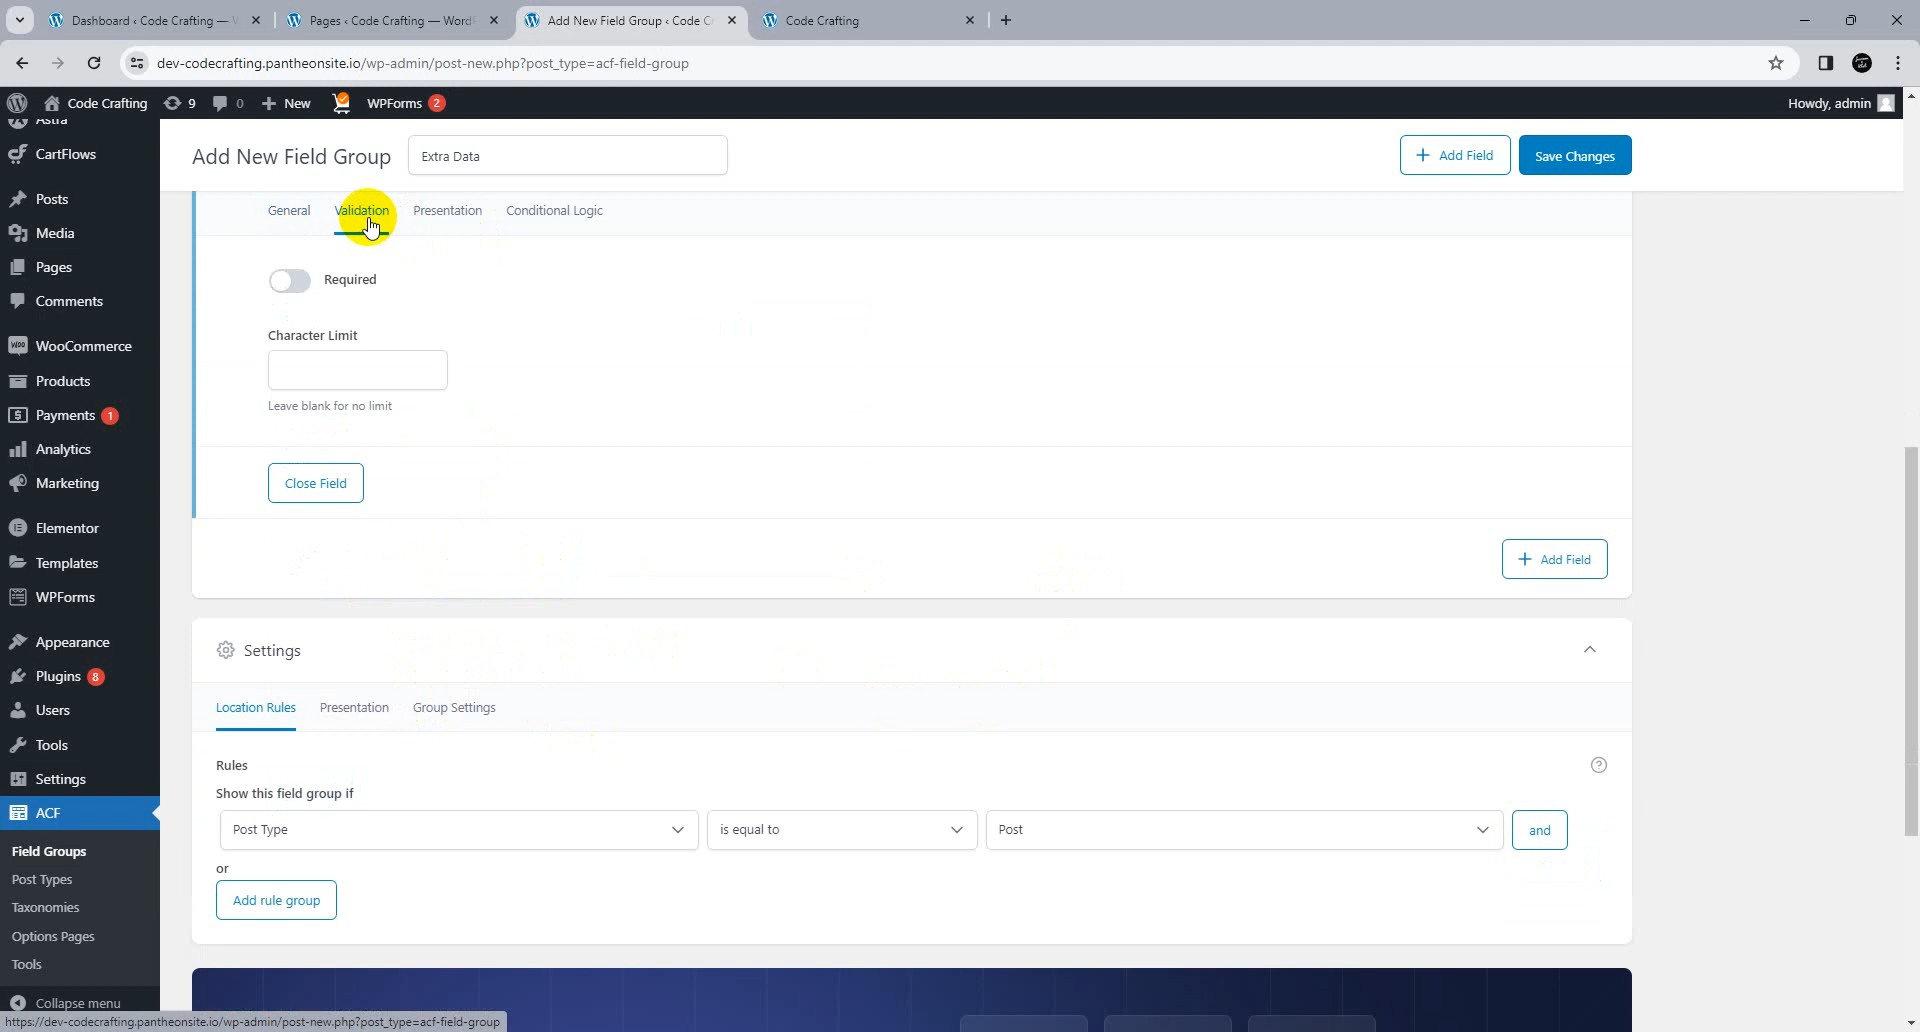 Dashboard ‹ Code Crafting — W
Pages ‹ Code Crafting — WordP
Add New Field Group ‹ Code C
Code Crafting
dev-codecrafting.pantheonsite.io/wp-admin/post-new.php?post_type=acf-field-group
Code Crafting
9
0
New
WPForms 2
Howdy, admin
Astra
CartFlows
Posts
Media
Pages
Comments
WooCommerce
Products
Payments 1
Analytics
Marketing
Elementor
Templates
WPForms
Appearance
Plugins 8
Users
Tools
Settings
ACF
Field Groups
Post Types
Taxonomies
Options Pages
Tools
Collapse menu
Add New Field Group
Extra Data
Add Field
Save Changes
General
Validation
Presentation
Conditional Logic
Required
Character Limit
Leave blank for no limit
Close Field
Add Field
Settings
Location Rules
Presentation
Group Settings
Rules
Show this field group if
Post Type
is equal to
Post
and
or
Add rule group
https://dev-codecrafting.pantheonsite.io/wp-admin/post-new.php?post_type=acf-field-group